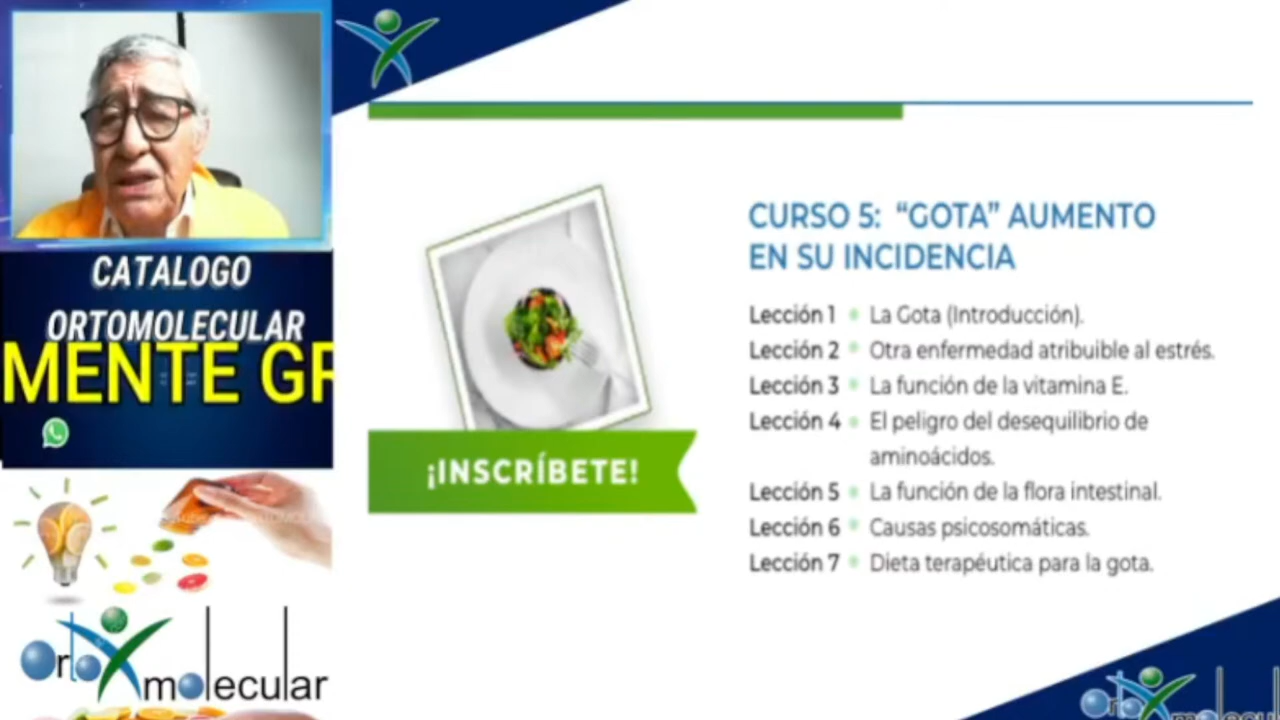 CATALOGO
ORTOMOLECULAR
MENTE GR
Orto molecular
CURSO 5: “GOTA” AUMENTO
EN SU INCIDENCIA
Lección 1 • La Gota (Introducción).
Lección 2 • Otra enfermedad atribuible al estrés.
Lección 3 • La función de la vitamina E.
Lección 4 • El peligro del desequilibrio de
aminoácidos.
Lección 5 • La función de la flora intestinal.
Lección 6 • Causas psicosomáticas.
Lección 7 • Dieta terapéutica para la gota.
¡INSCRÍBETE!